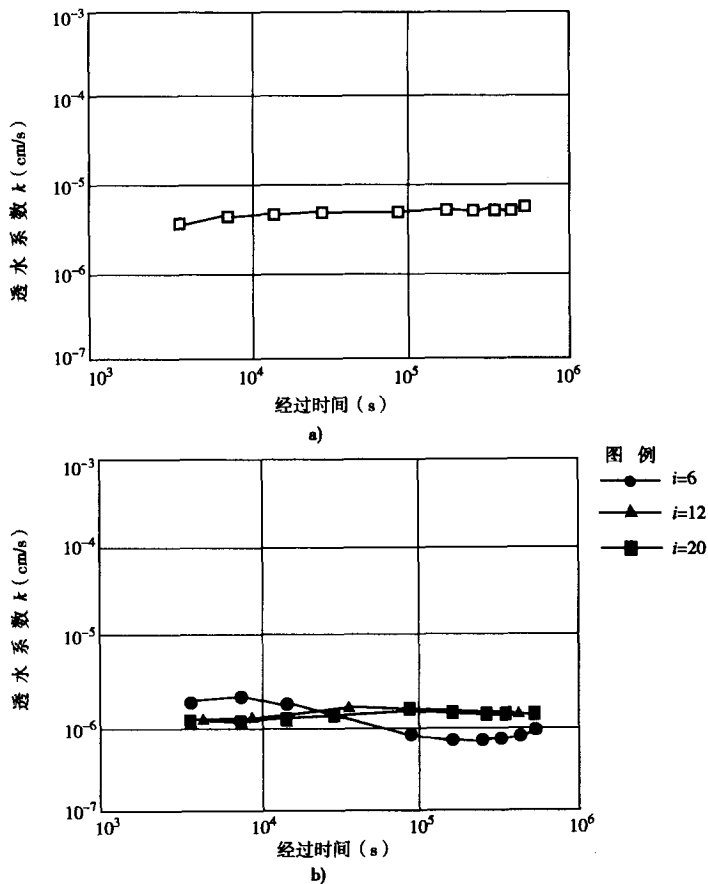 10⁻³
10⁻⁴
10⁻⁵
10⁻⁶
10⁻⁷
透水系数 k（cm/s）
10³
10⁴
10⁵
10⁶
经过时间（s）
a)
10⁻³
10⁻⁴
10⁻⁵
10⁻⁶
10⁻⁷
透水系数 k（cm/s）
10³
10⁴
10⁵
10⁶
经过时间（s）
b)
图 例
i=6
i=12
i=20